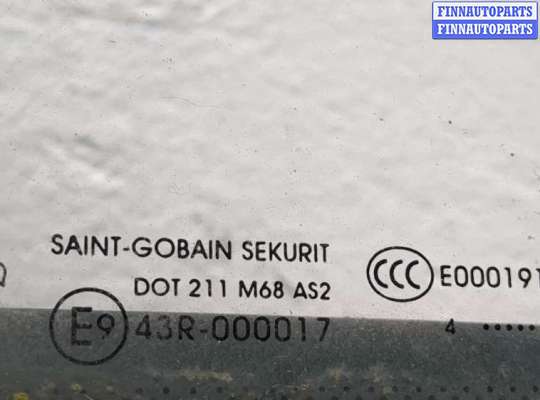 FINNAUTOPARTS
FINNAUTOPARTS
SAINT-GOBAIN SEKURIT
DOT 211 M68 AS2
CCC E000191
E9 43R-000017
4 ••••••